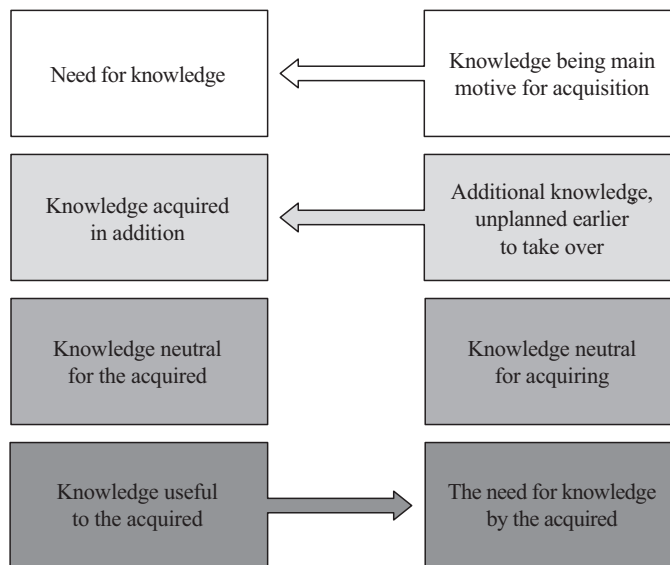 Need for knowledge
Knowledge being main
motive for acquisition
Knowledge acquired
in addition
Additional knowledge,
unplanned earlier
to take over
Knowledge neutral
for the acquired
Knowledge neutral
for acquiring
Knowledge useful
to the acquired
The need for knowledge
by the acquired